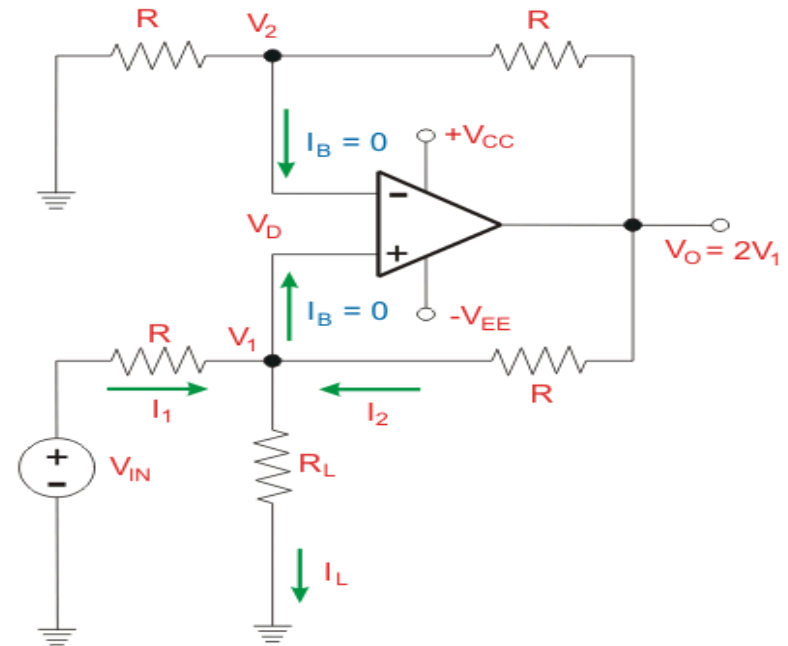 R
V2
R
IB = 0
+VCC
-
VD
+
VO = 2V1
IB = 0
-VEE
R
V1
I1
I2
R
+
-
VIN
RL
IL